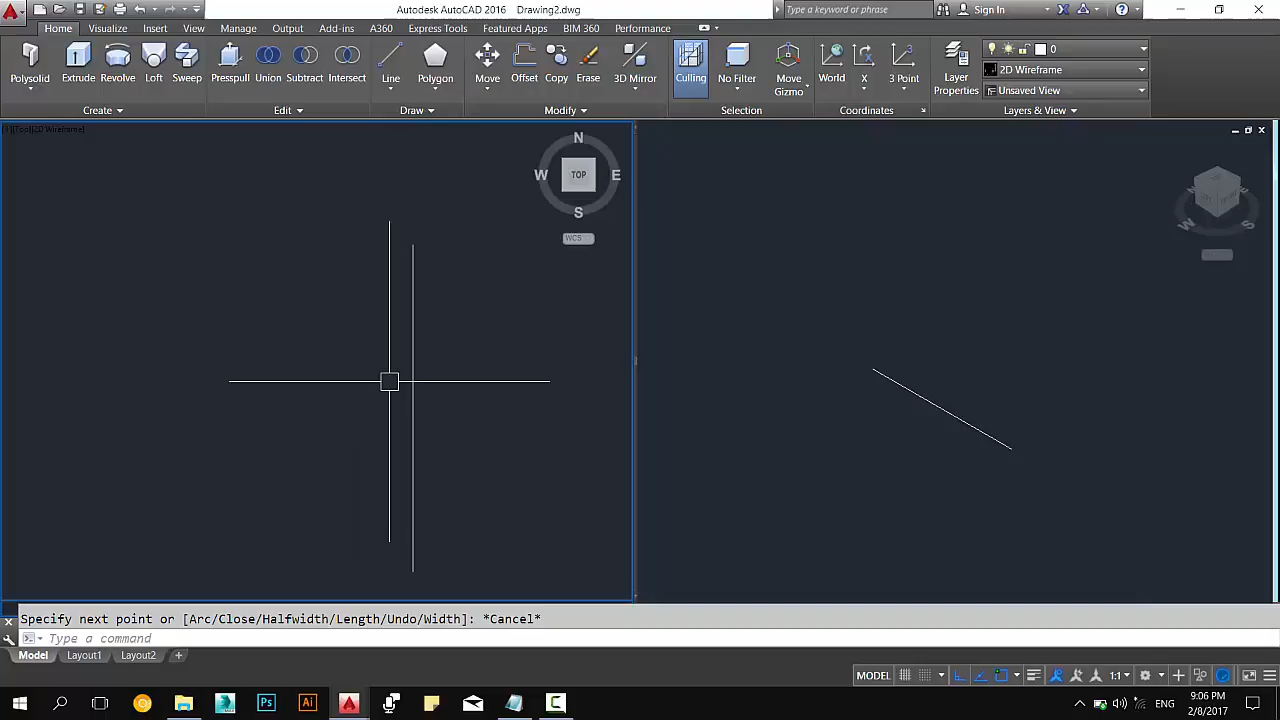 Autodesk AutoCAD 2016 Drawing2.dwg
Type a keyword or phrase
Sign In
Home Visualize Insert View Manage Output Add-ins A360 Express Tools Featured Apps BIM 360 Performance
Polysolid Extrude Revolve Loft Sweep Presspull Union Subtract Intersect Line Polygon Move Offset Copy Erase 3D Mirror Culling No Filter Move Gizmo World X 3 Point Layer Properties
0
2D Wireframe
Unsaved View
Create Edit Draw Modify Selection Coordinates Layers & View
[Top][2D Wireframe]
N
W TOP E
S
WCS
W S
Specify next point or [Arc/Close/Halfwidth/Length/Undo/Width]: *Cancel*
Type a command
Model Layout1 Layout2 +
MODEL 1:1
Ps Ai
ENG
9:06 PM
2/8/2017